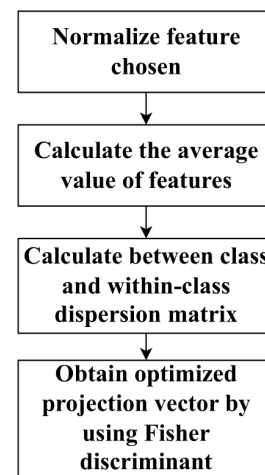 Normalize feature
chosen
Calculate the average
value of features
Calculate between class
and within-class
dispersion matrix
Obtain optimized
projection vector by
using Fisher
discriminant